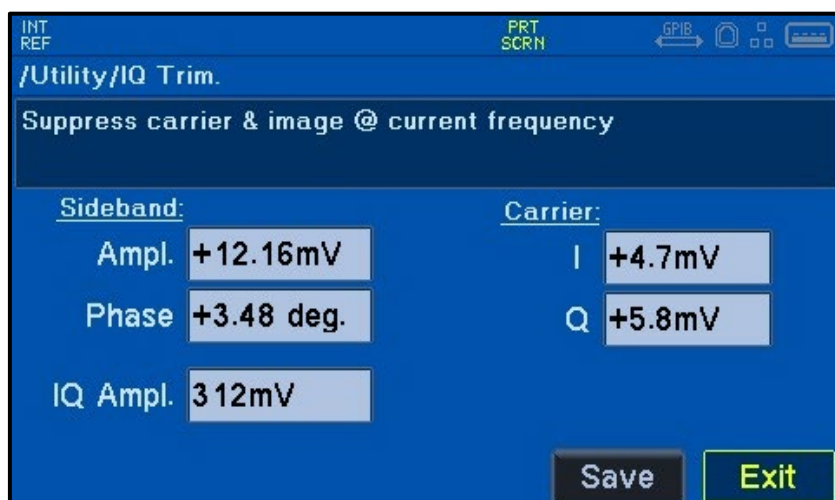 INT
REF
PRT
SCRN
GPIB
/Utility/IQ Trim.
Suppress carrier & image @ current frequency
Sideband:
Ampl. +12.16mV
Phase +3.48 deg.
IQ Ampl. 312mV
Carrier:
I +4.7mV
Q +5.8mV
Save
Exit